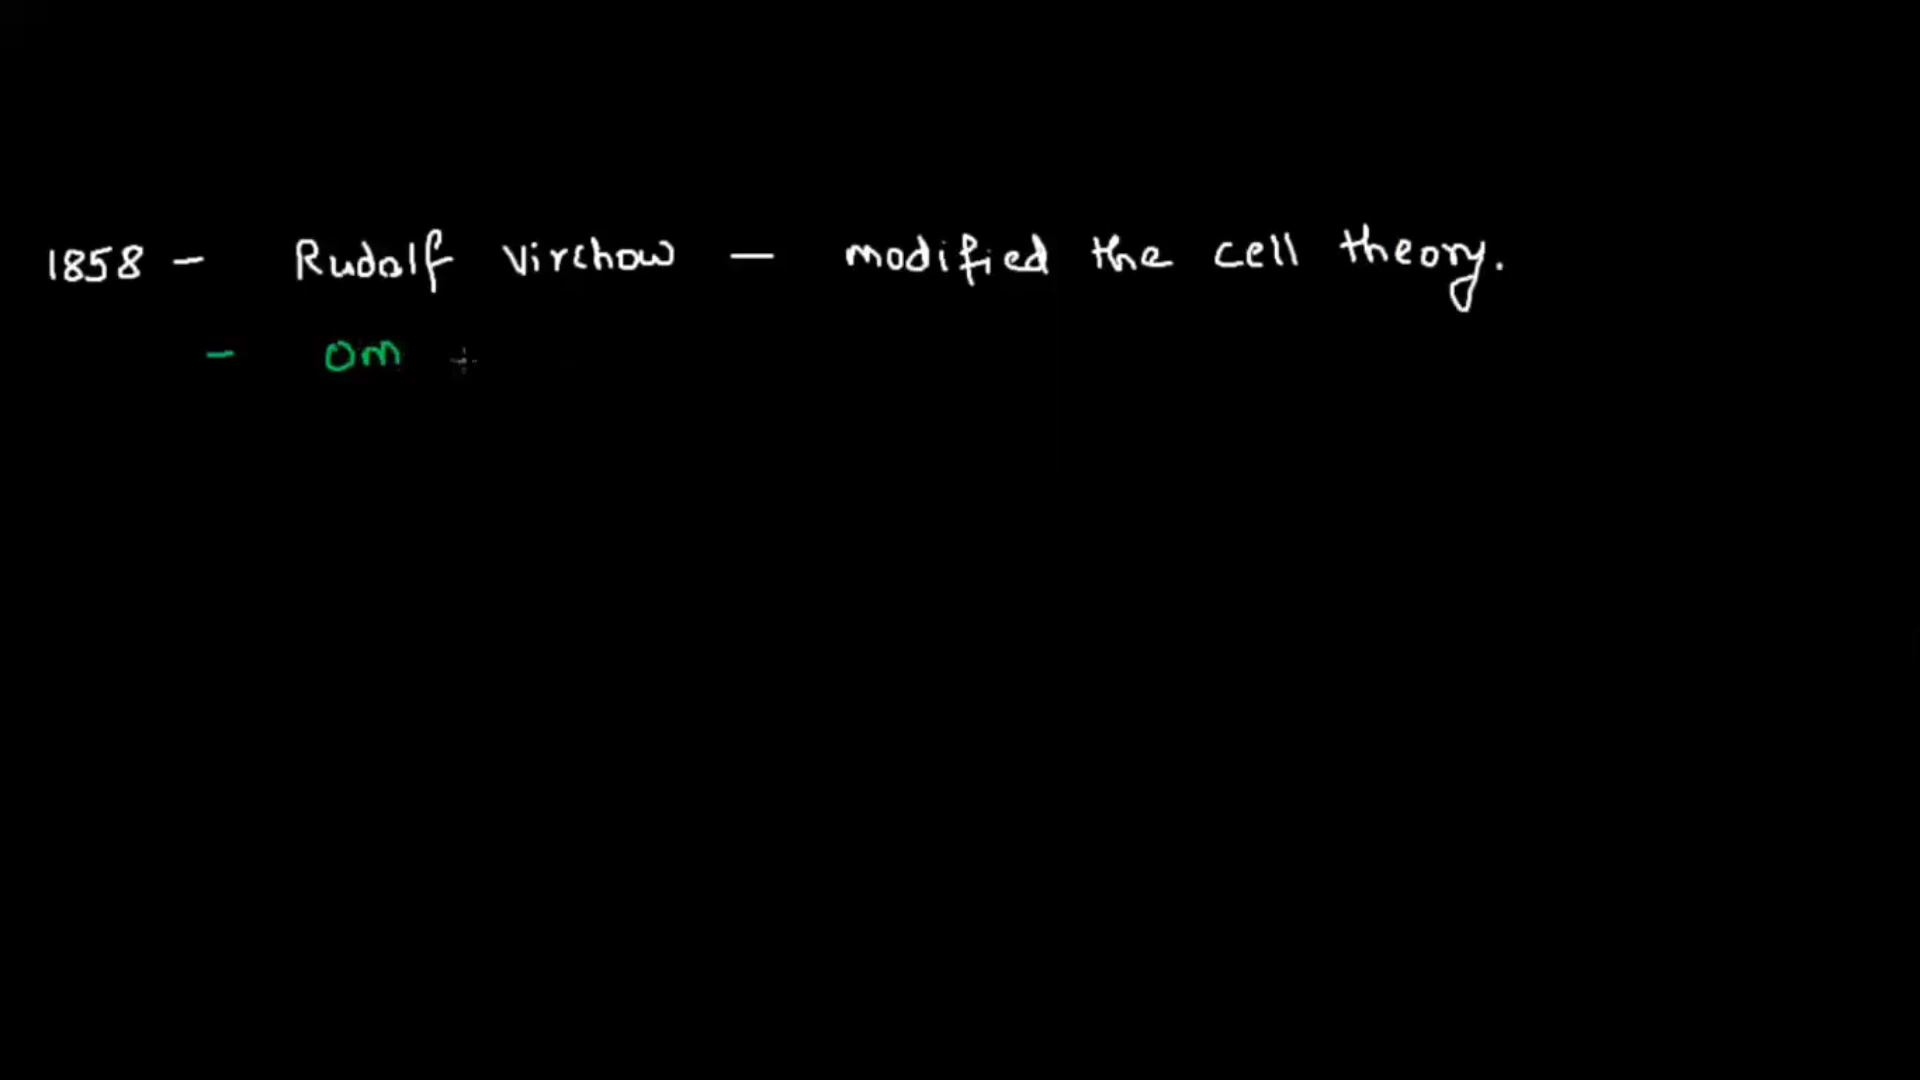 1858 - Rudolf Virchow - modified the cell theory.
- Om